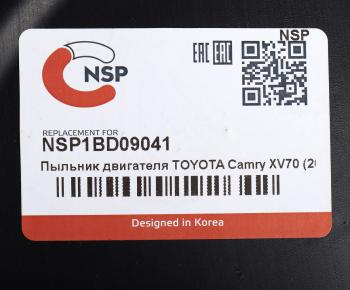 NSP
EAC EAC
NSP
REPLACEMENT FOR
NSP1BD09041
Пыльник двигателя TOYOTA Camry XV70 (20
Designed in Korea